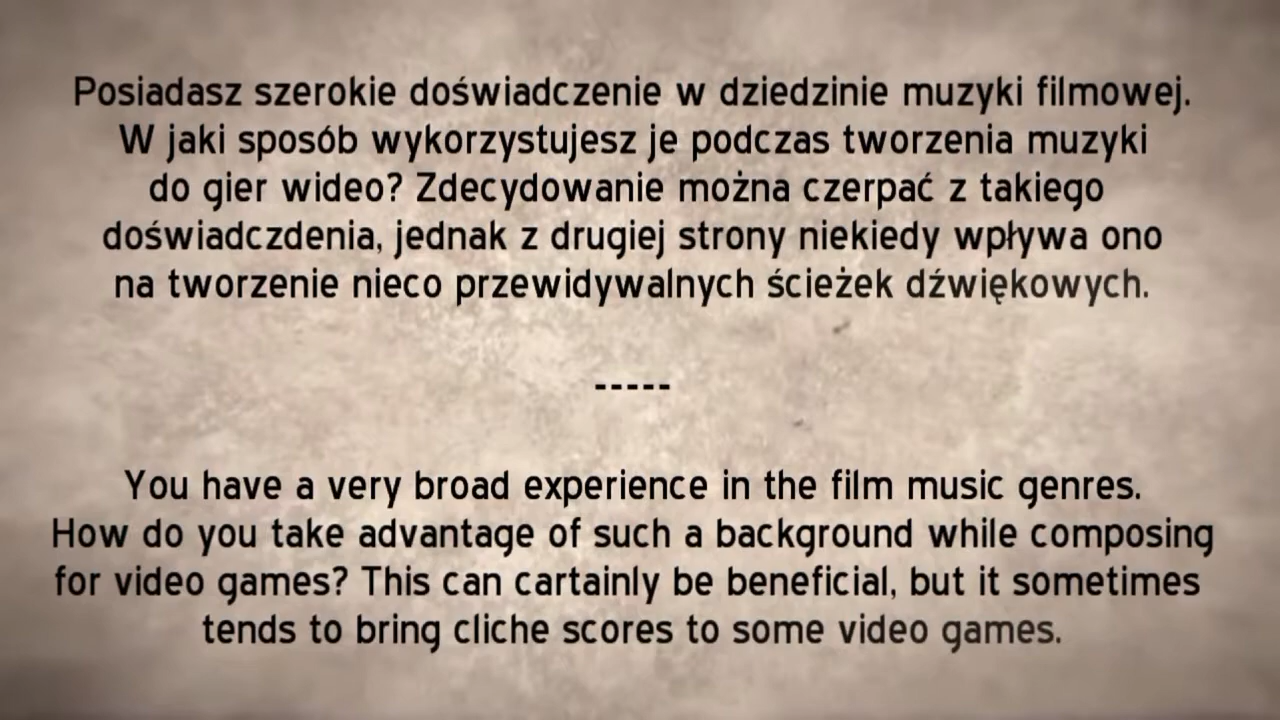 Posiadasz szerokie doświadczenie w dziedzinie muzyki filmowej.
W jaki sposób wykorzystujesz je podczas tworzenia muzyki
do gier wideo? Zdecydowanie można czerpać z takiego
doświadczdenia, jednak z drugiej strony niekiedy wpływa ono
na tworzenie nieco przewidywalnych ścieżek dźwiękowych.
-----
You have a very broad experience in the film music genres.
How do you take advantage of such a background while composing
for video games? This can cartainly be beneficial, but it sometimes
tends to bring cliche scores to some video games.